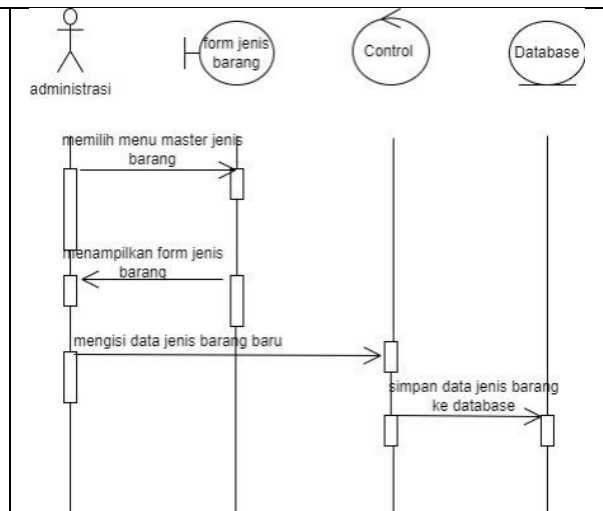 form jenis
barang
Control
Database
administrasi
memilih menu master jenis
barang
menampilkan form jenis
barang
mengisi data jenis barang baru
simpan data jenis barang
ke database